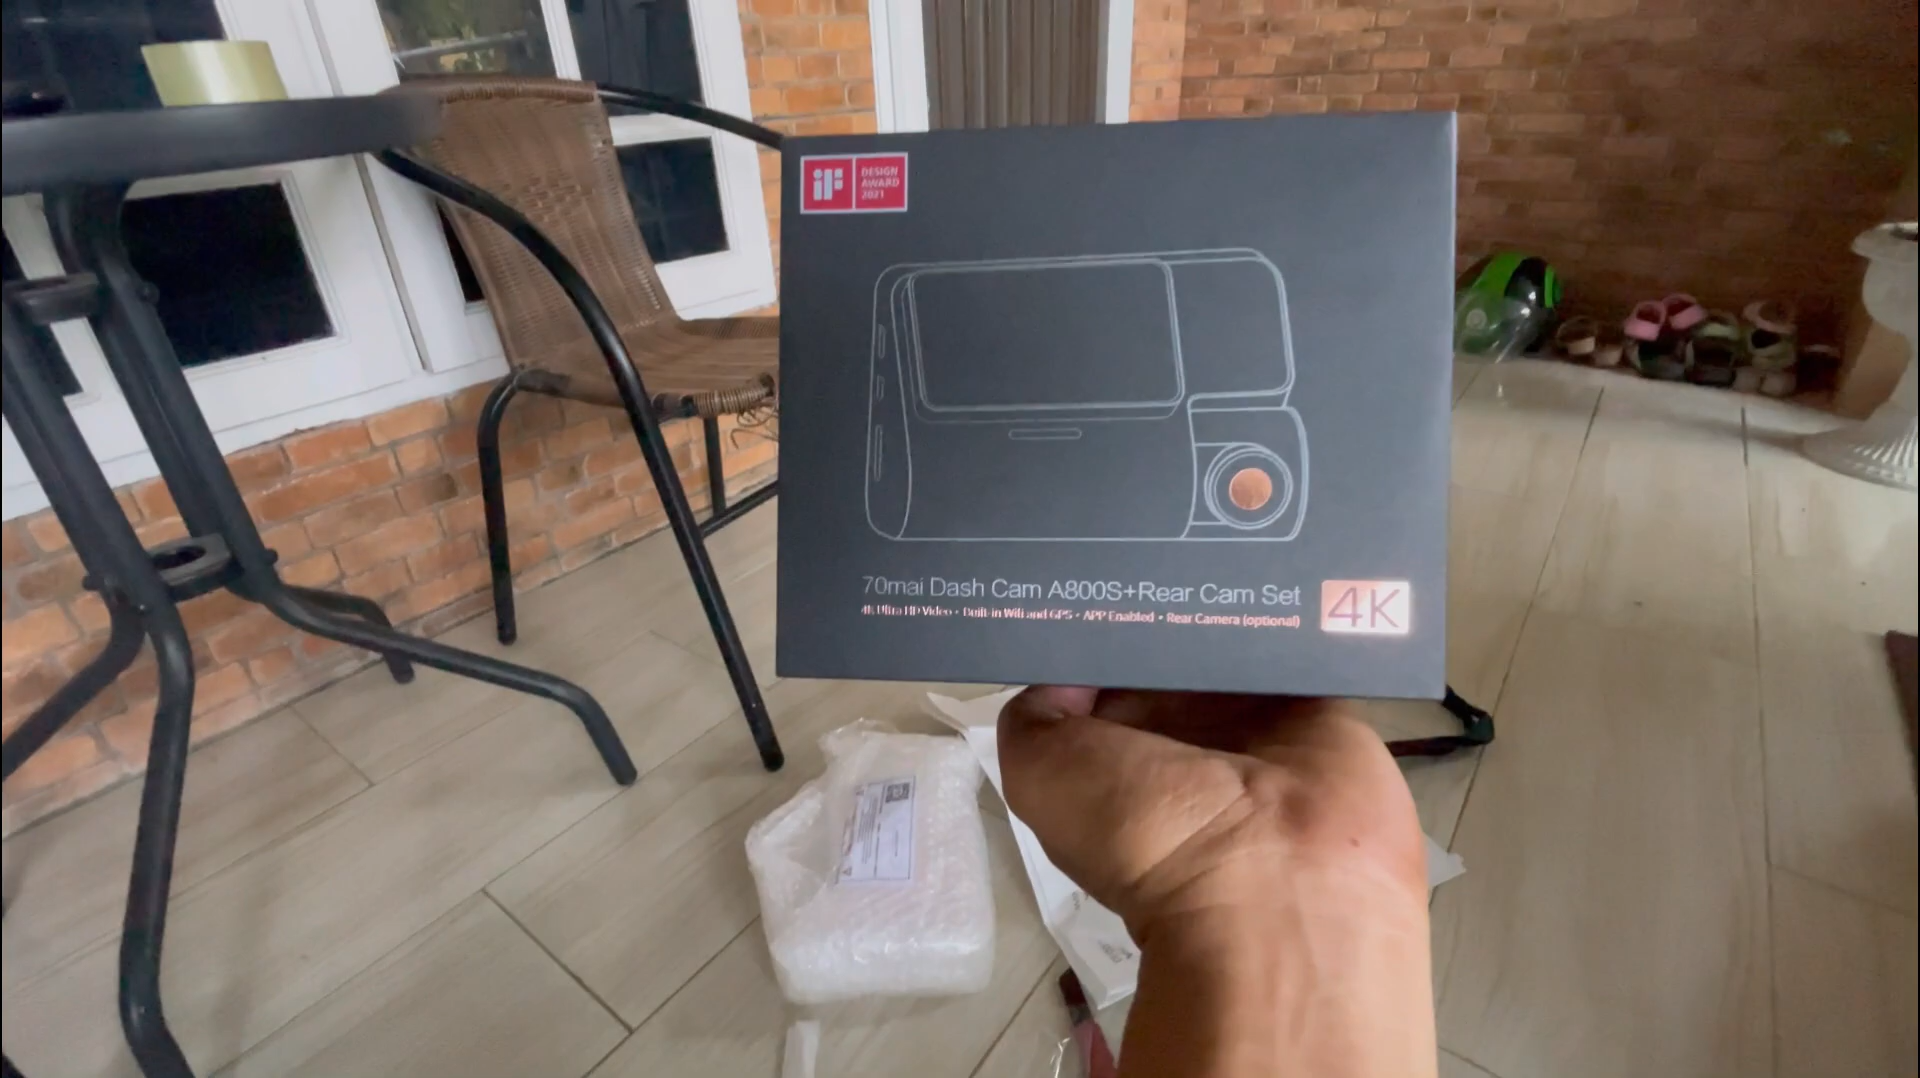 iF
DESIGN
AWARD
2021
70mai Dash Cam A800S+Rear Cam Set
4K Ultra HD Video • Built-in Wifi and GPS • APP Enabled • Rear Camera (optional)
4K